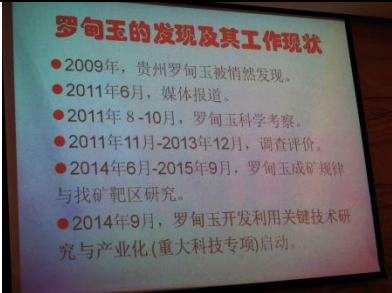 罗甸玉的发现及其工作现状
●2009年，贵州罗甸玉被悄然发现。
●2011年6月，媒体报道。
●2011年 8 -10月，罗甸玉科学考察。
●2011年11月-2013年12月，调查评价。
●2014年6月-2015年9月，罗甸玉成矿规律
与找矿靶区研究。
●2014年9月，罗甸玉开发利用关键技术研
究与产业化(重大科技专项)启动。